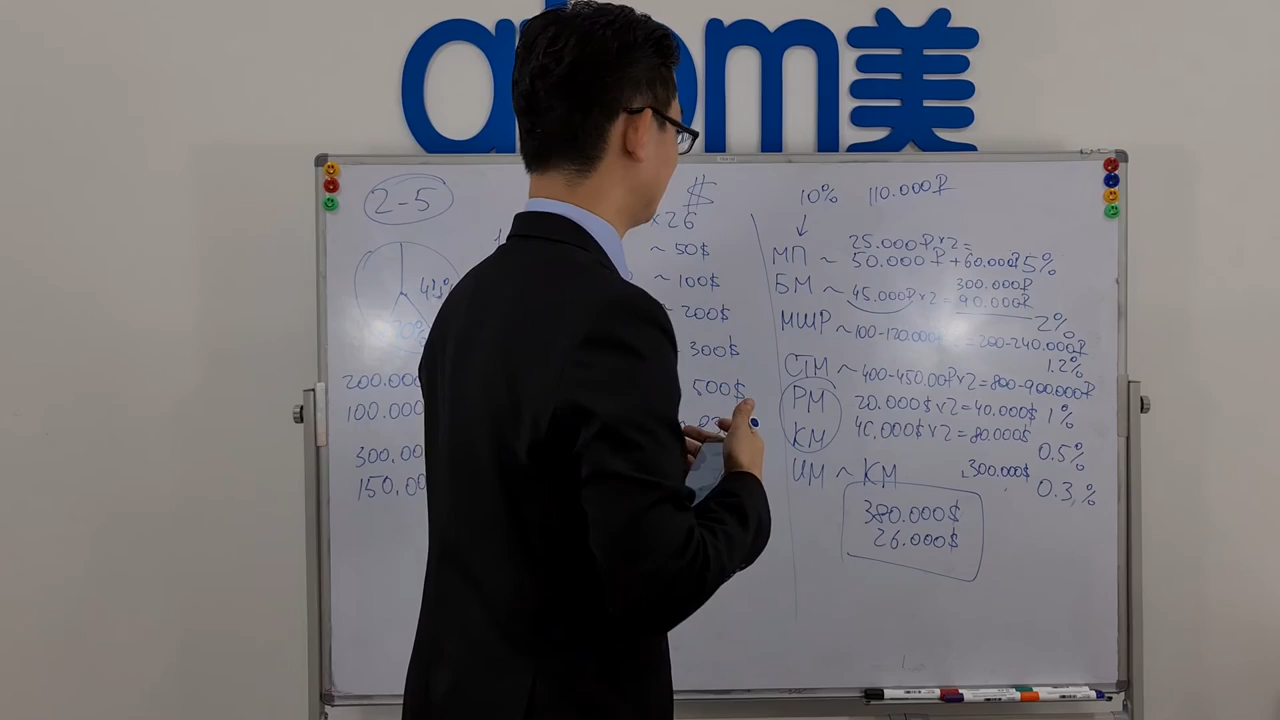 atom美
2-5
$
10% 110.000₽
×26
25.000₽×2=
МП ~ 50.000₽+60.000₽ 5%
~50$
БМ ~ 45.000₽×2= 90.000₽
300.000₽
~100$
2%
МШР ~100-120.000 =200-240.000₽
~200$
1.2%
СТМ ~400-450.00₽×2=800-900.000₽
300$
РМ 20.000$×2=40.000$ 1%
500$
КМ 40.000$×2=80.000$
0.5%
ИМ ~ КМ 300.000$
0.3%
380.000$
26.000$
20%
200.000
100.000
300.00
150.00